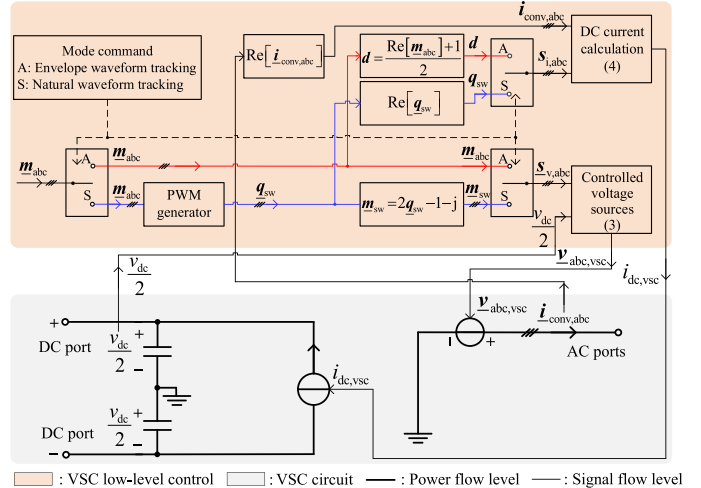 i_conv,abc
Mode command
A: Envelope waveform tracking
S: Natural waveform tracking
Re[i_conv,abc]
d = (Re[m_abc]+1)/2
d
A
S
s_i,abc
DC current
calculation
(4)
Re[q_sw]
q_sw
m_abc
A
S
m_abc
m_abc
PWM
generator
q_sw
m_sw=2q_sw−1−j
m_abc
m_sw
A
S
s_v,abc
v_dc/2
Controlled
voltage
sources
(3)
v_abc,vsc
i_dc,vsc
v_dc/2
+
DC port
v_dc/2
+
−
v_dc/2
+
−
DC port
−
i_dc,vsc
v_abc,vsc
i_conv,abc
+
AC ports
: VSC low-level control
: VSC circuit
: Power flow level
: Signal flow level